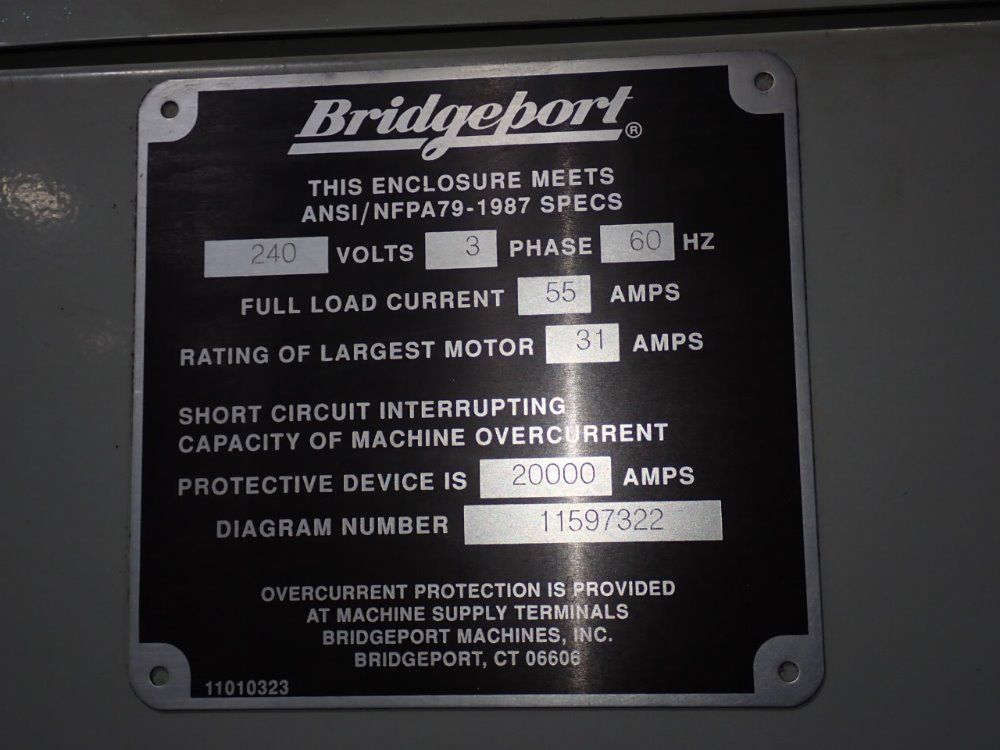 Bridgeport®
THIS ENCLOSURE MEETS
ANSI/NFPA79-1987 SPECS
240 VOLTS 3 PHASE 60 HZ
FULL LOAD CURRENT 55 AMPS
RATING OF LARGEST MOTOR 31 AMPS
SHORT CIRCUIT INTERRUPTING
CAPACITY OF MACHINE OVERCURRENT
PROTECTIVE DEVICE IS 20000 AMPS
DIAGRAM NUMBER 11597322
OVERCURRENT PROTECTION IS PROVIDED
AT MACHINE SUPPLY TERMINALS
BRIDGEPORT MACHINES, INC.
BRIDGEPORT, CT 06606
11010323